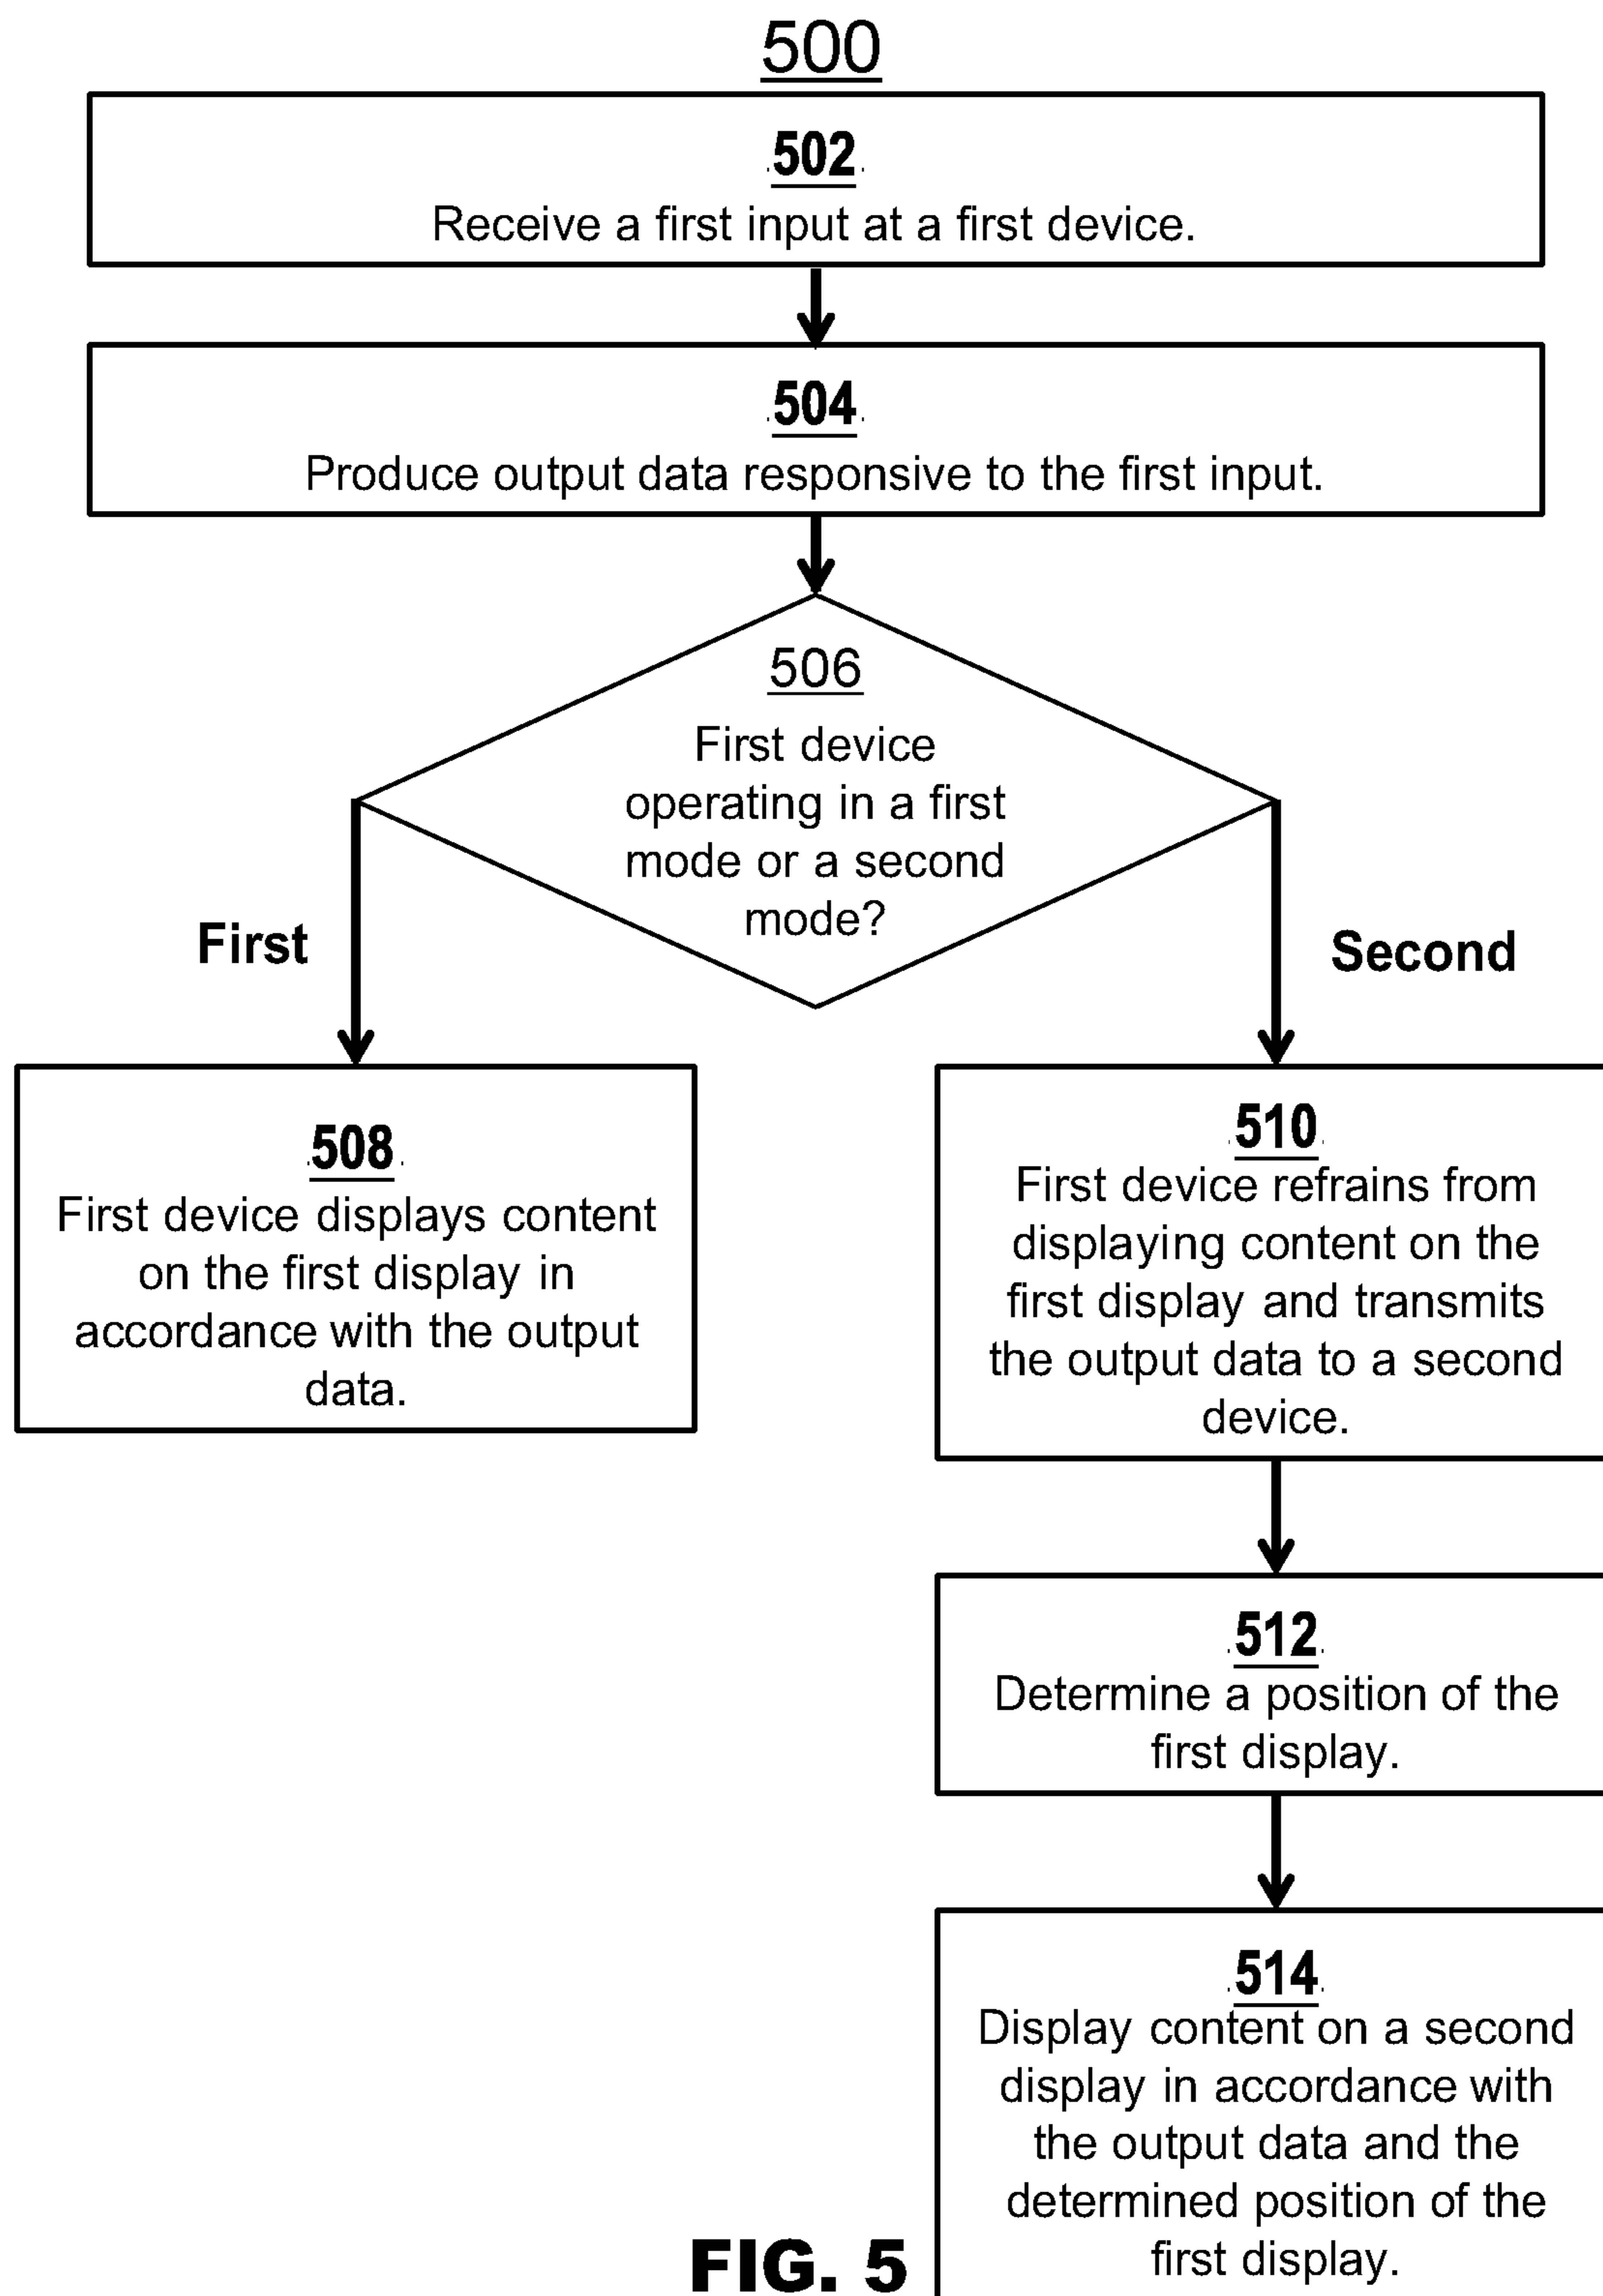 500
502
Receive a first input at a first device.
504
Produce output data responsive to the first input.
506
First device
operating in a first
mode or a second
mode?
First
Second
508
First device displays content
on the first display in
accordance with the output
data.
510
First device refrains from
displaying content on the
first display and transmits
the output data to a second
device.
512
Determine a position of the
first display.
514
Display content on a second
display in accordance with
the output data and the
determined position of the
first display.
FIG. 5